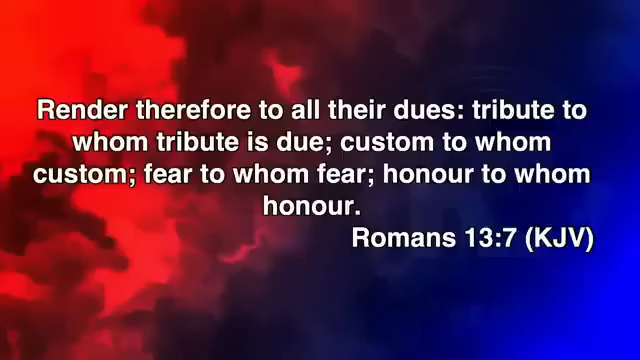 Render therefore to all their dues: tribute to
whom tribute is due; custom to whom
custom; fear to whom fear; honour to whom
honour.
Romans 13:7 (KJV)